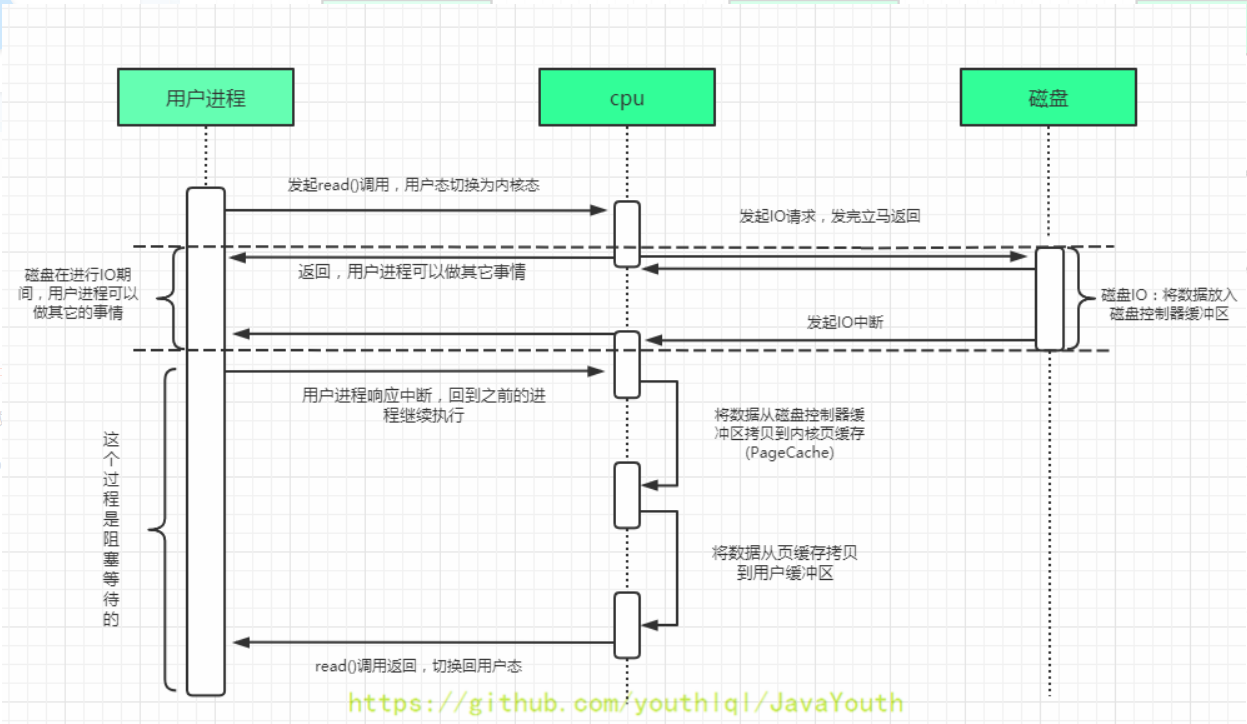 用户进程
cpu
磁盘
发起read()调用，用户态切换为内核态
发起IO请求，发完立马返回
返回，用户进程可以做其它事情
磁盘在进行IO期
间，用户进程可以
做其它的事情
磁盘IO：将数据放入
磁盘控制器缓冲区
发起IO中断
用户进程响应中断，回到之前的进
程继续执行
将数据从磁盘控制器缓
冲区拷贝到内核页缓存
(PageCache)
这个过程是阻塞等待的
将数据从页缓存拷贝
到用户缓冲区
read()调用返回，切换回用户态
https://github.com/youthlql/JavaYouth